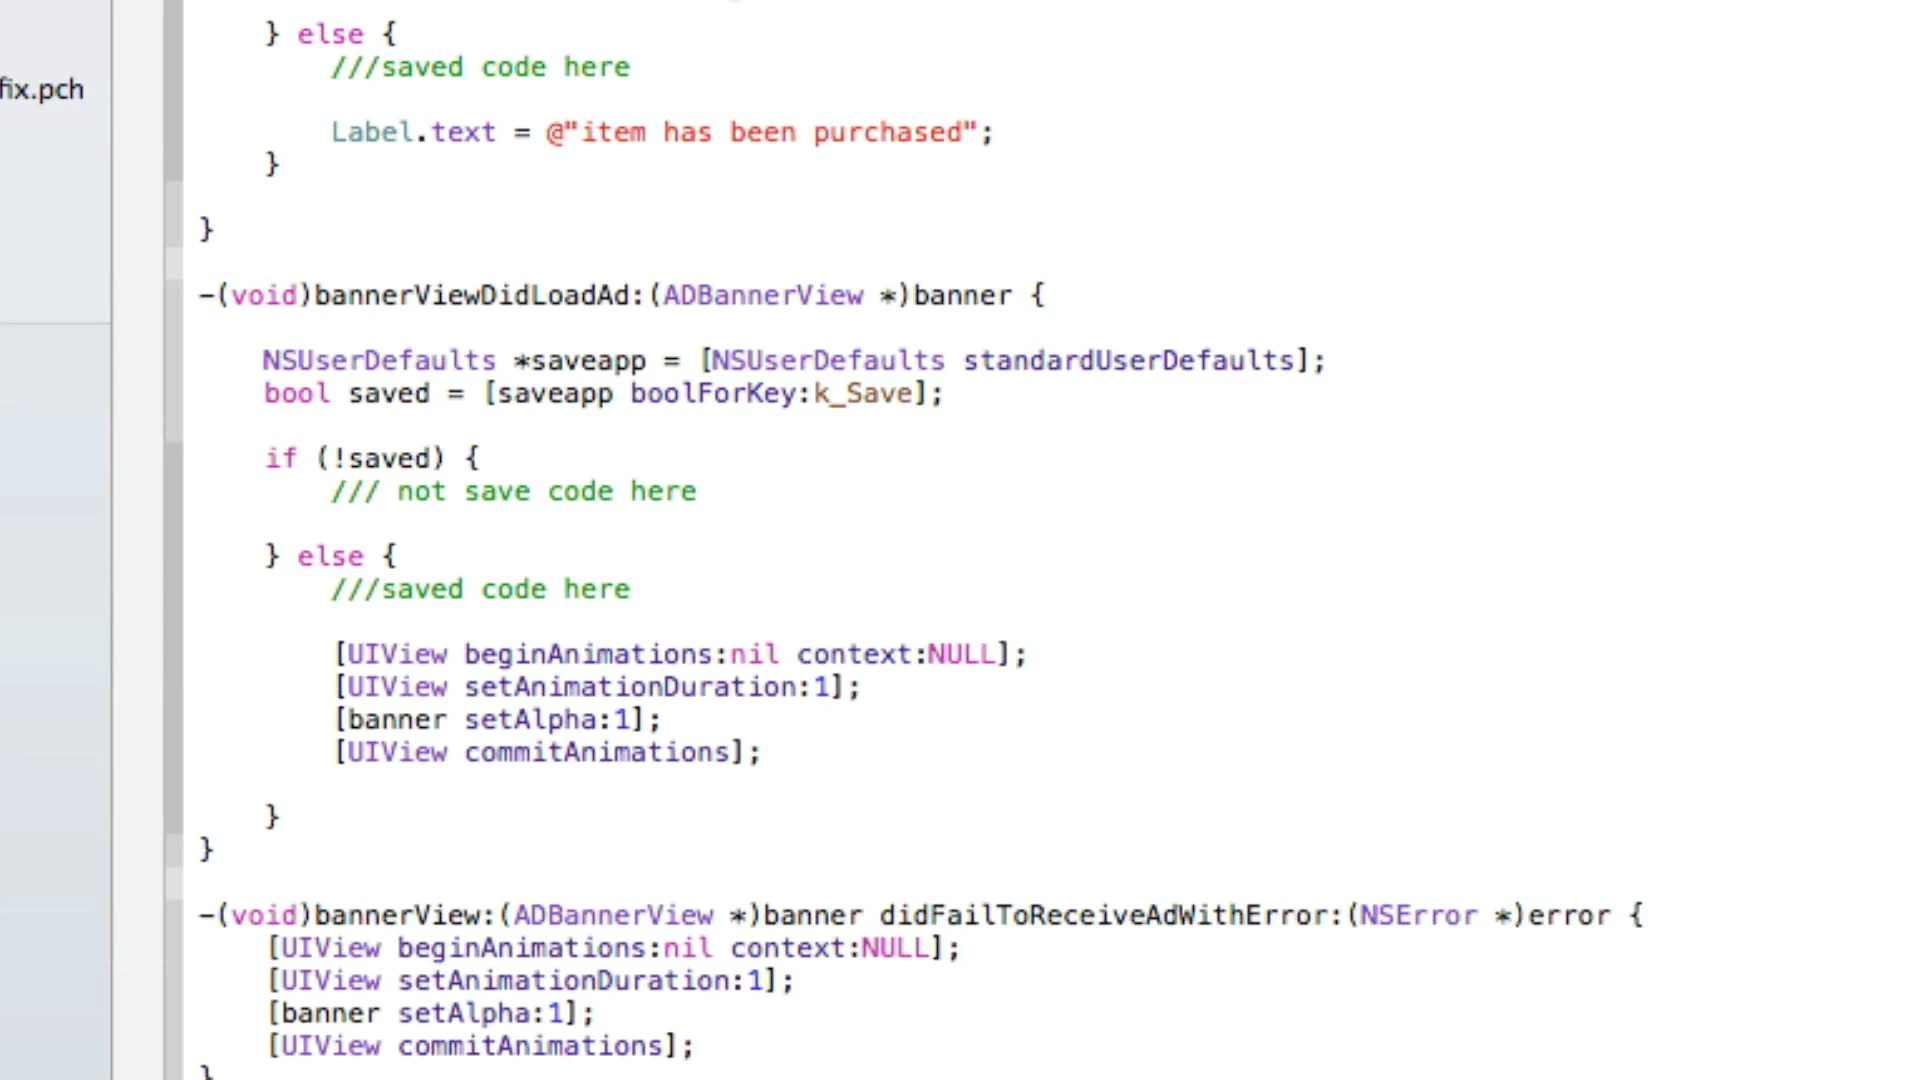 } else {
///saved code here
fix.pch
Label.text = @"item has been purchased";
}
}
-(void)bannerViewDidLoadAd:(ADBannerView *)banner {
NSUserDefaults *saveapp = [NSUserDefaults standardUserDefaults];
bool saved = [saveapp boolForKey:k_Save];
if (!saved) {
/// not save code here
} else {
///saved code here
[UIView beginAnimations:nil context:NULL];
[UIView setAnimationDuration:1];
[banner setAlpha:1];
[UIView commitAnimations];
}
}
-(void)bannerView:(ADBannerView *)banner didFailToReceiveAdWithError:(NSError *)error {
[UIView beginAnimations:nil context:NULL];
[UIView setAnimationDuration:1];
[banner setAlpha:1];
[UIView commitAnimations];
}